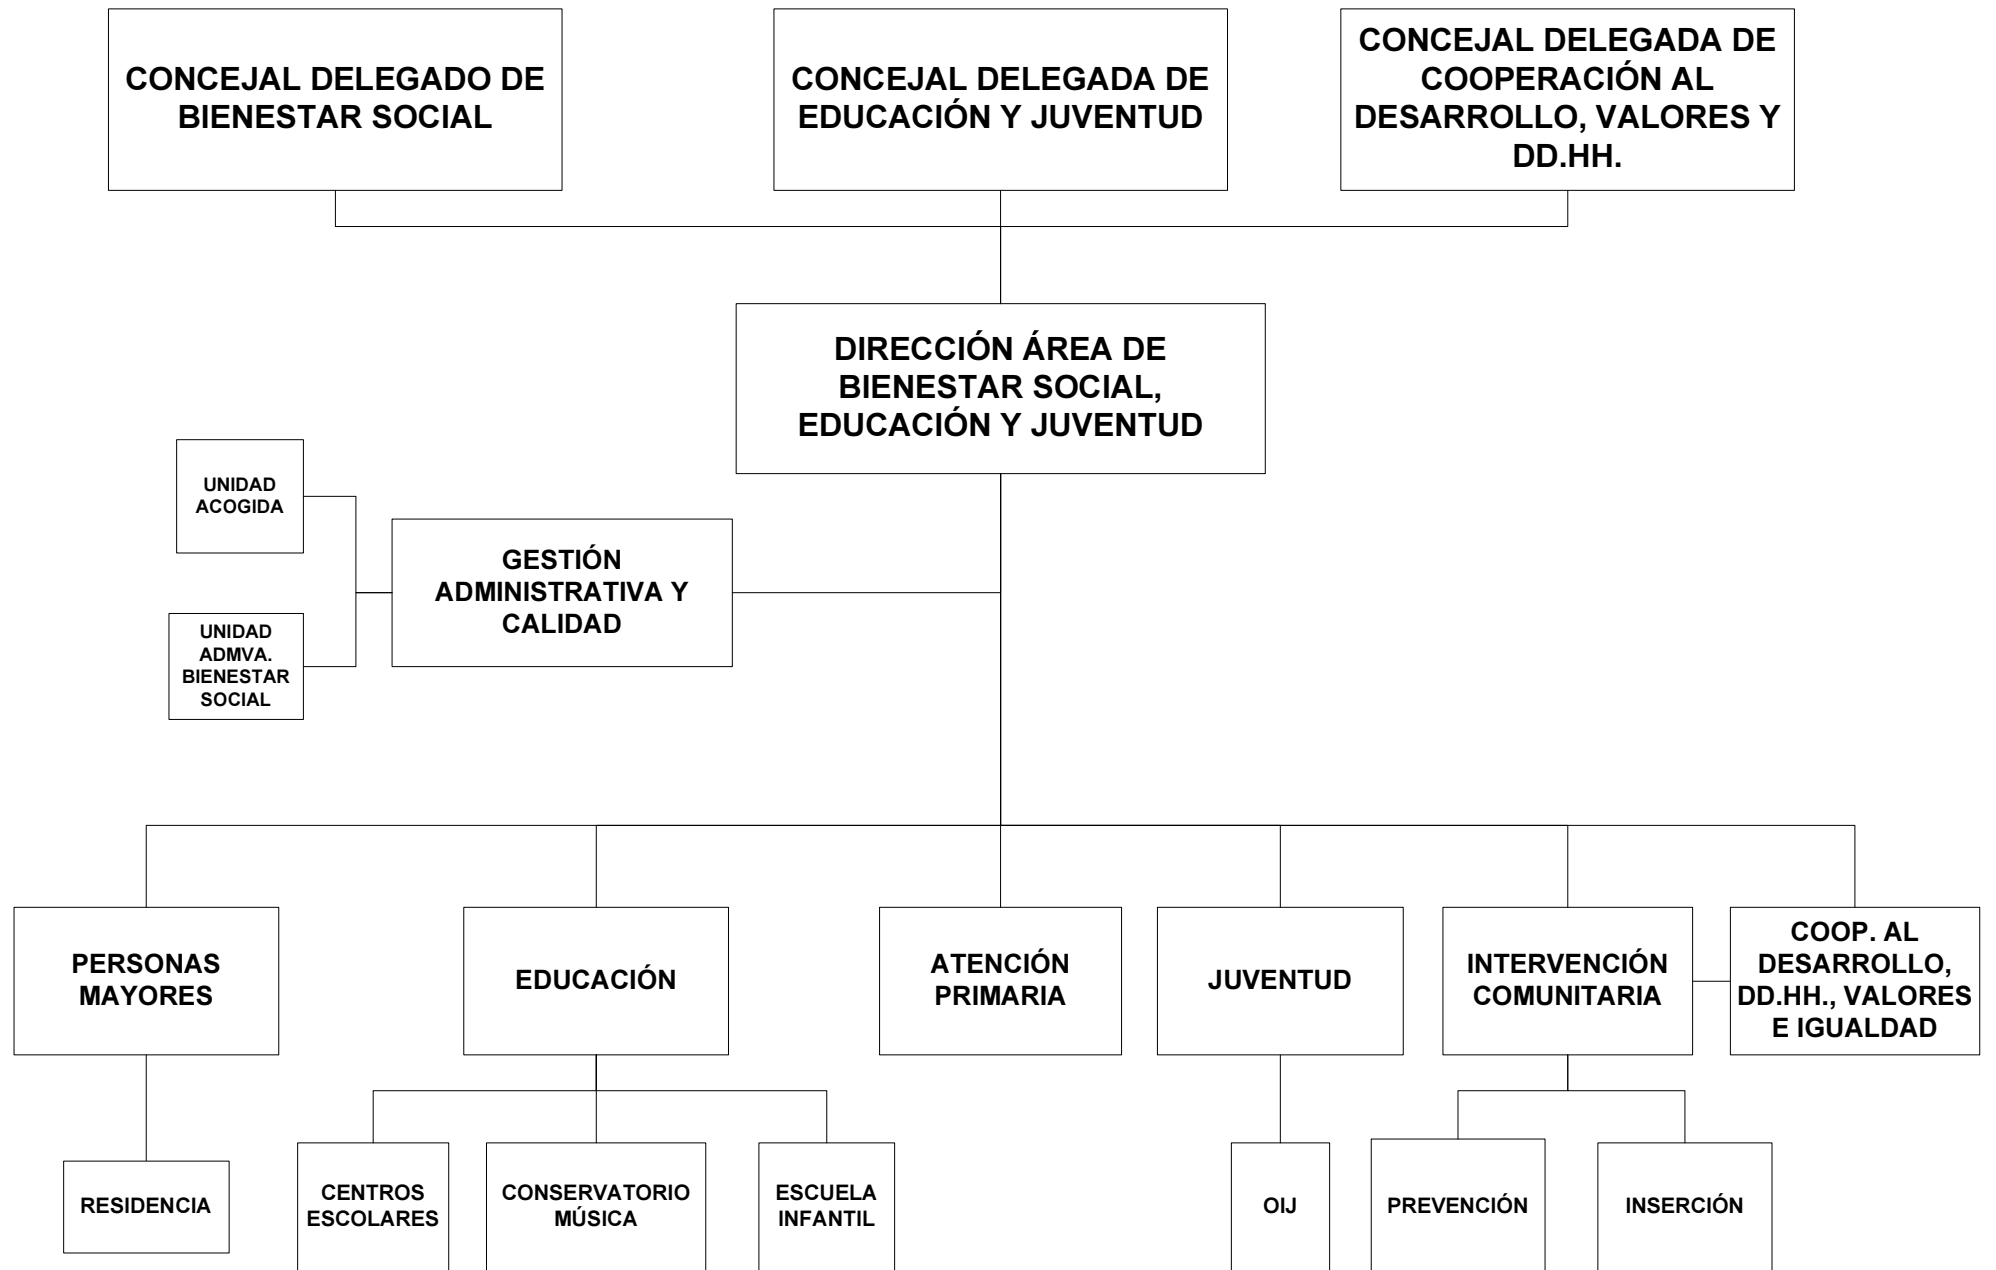 CONCEJAL DELEGADO DE
BIENESTAR SOCIAL
CONCEJAL DELEGADA DE
EDUCACIÓN Y JUVENTUD
CONCEJAL DELEGADA DE
COOPERACIÓN AL
DESARROLLO, VALORES Y
DD.HH.
DIRECCIÓN ÁREA DE
BIENESTAR SOCIAL,
EDUCACIÓN Y JUVENTUD
UNIDAD
ACOGIDA
GESTIÓN
ADMINISTRATIVA Y
CALIDAD
UNIDAD
ADMVA.
BIENESTAR
SOCIAL
PERSONAS
MAYORES
EDUCACIÓN
ATENCIÓN
PRIMARIA
JUVENTUD
INTERVENCIÓN
COMUNITARIA
COOP. AL
DESARROLLO,
DD.HH., VALORES
E IGUALDAD
RESIDENCIA
CENTROS
ESCOLARES
CONSERVATORIO
MÚSICA
ESCUELA
INFANTIL
OIJ
PREVENCIÓN
INSERCIÓN